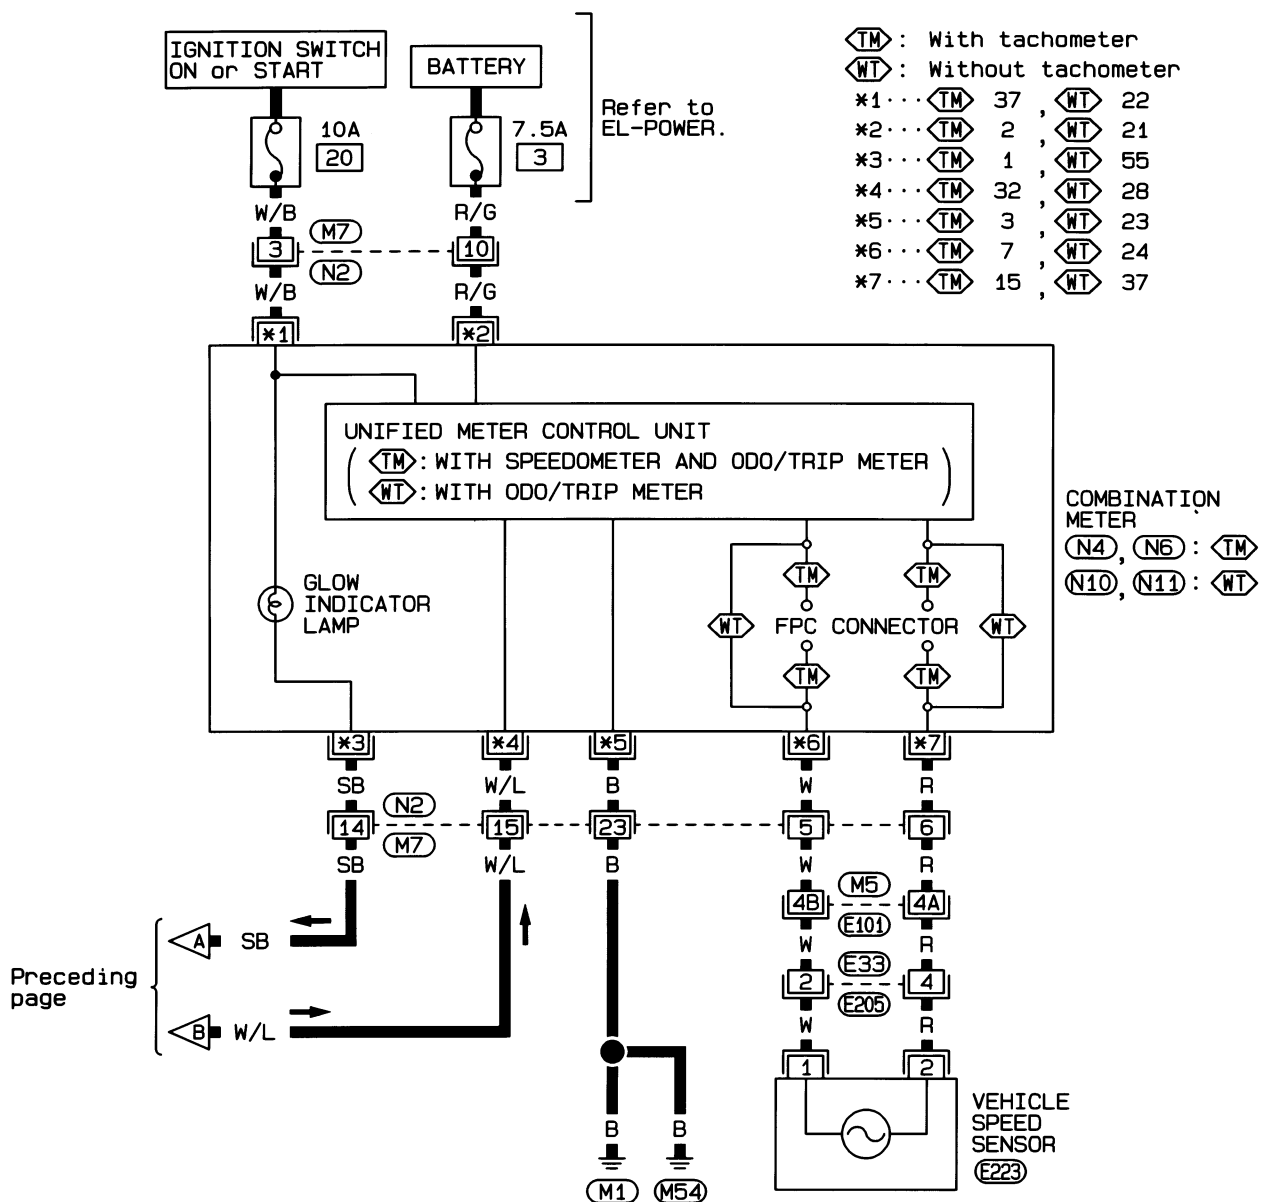 IGNITION SWITCH
ON or START
BATTERY
10A
20
7.5A
3
Refer to
EL-POWER.
TM : With tachometer
WT : Without tachometer
*1··· TM 37 , WT 22
*2··· TM 2 , WT 21
*3··· TM 1 , WT 55
*4··· TM 32 , WT 28
*5··· TM 3 , WT 23
*6··· TM 7 , WT 24
*7··· TM 15 , WT 37
W/B R/G
3 M7 10
N2
W/B R/G
*1 *2
UNIFIED METER CONTROL UNIT
( TM : WITH SPEEDOMETER AND ODO/TRIP METER )
WT : WITH ODO/TRIP METER
COMBINATION
METER
N4 , N6 : TM
N10 , N11 : WT
TM TM
GLOW
INDICATOR
LAMP
WT FPC CONNECTOR WT
TM TM
*3 *4 *5 *6 *7
SB W/L B W R
N2
14 15 23 5 6
M7
SB W/L B W R
M5
4B 4A
E101
W R
E33
2 4
E205
W R
A SB
Preceding
page
B W/L
1 2
VEHICLE
SPEED
SENSOR
E223
B B
M1 M54